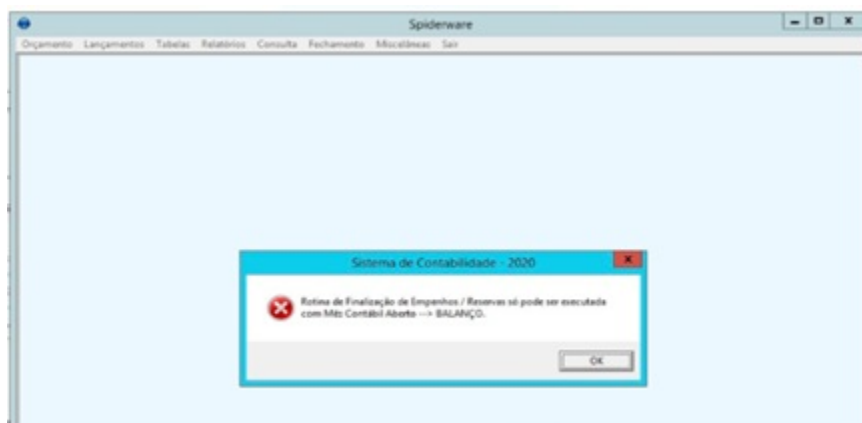 Spiderware
Orçamento Lançamentos Tabelas Relatórios Consulta Fechamento Miscelâneas Sair
Sistema de Contabilidade - 2020
Rotina de Finalização de Empenhos / Reservas só pode ser executada
com Mês Contábil Aberto ---> BALANÇO.
OK